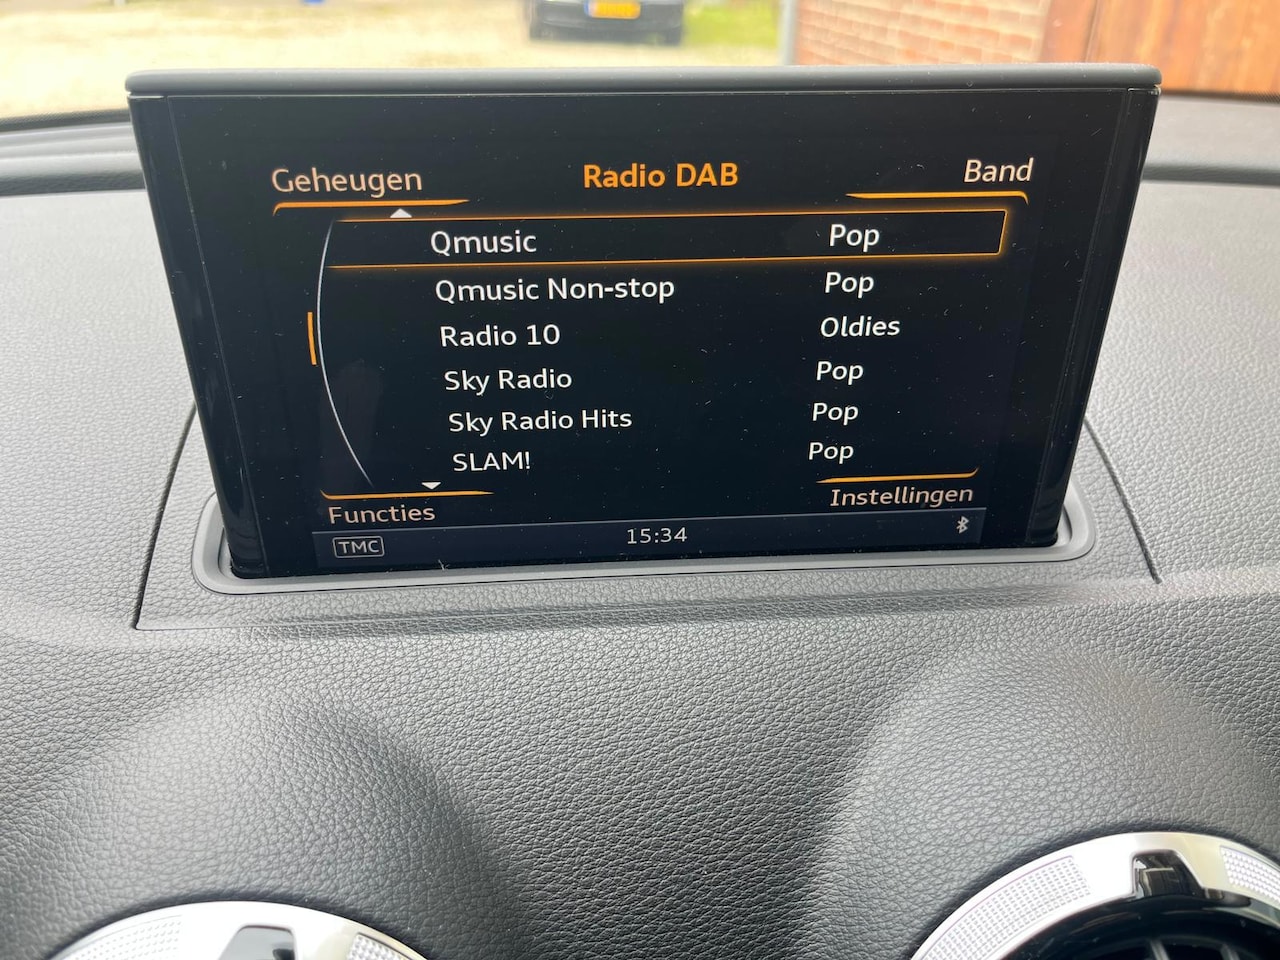 Geheugen Radio DAB Band
Qmusic Pop
Qmusic Non-stop Pop
Radio 10 Oldies
Sky Radio Pop
Sky Radio Hits Pop
SLAM! Pop
Functies Instellingen
TMC 15:34